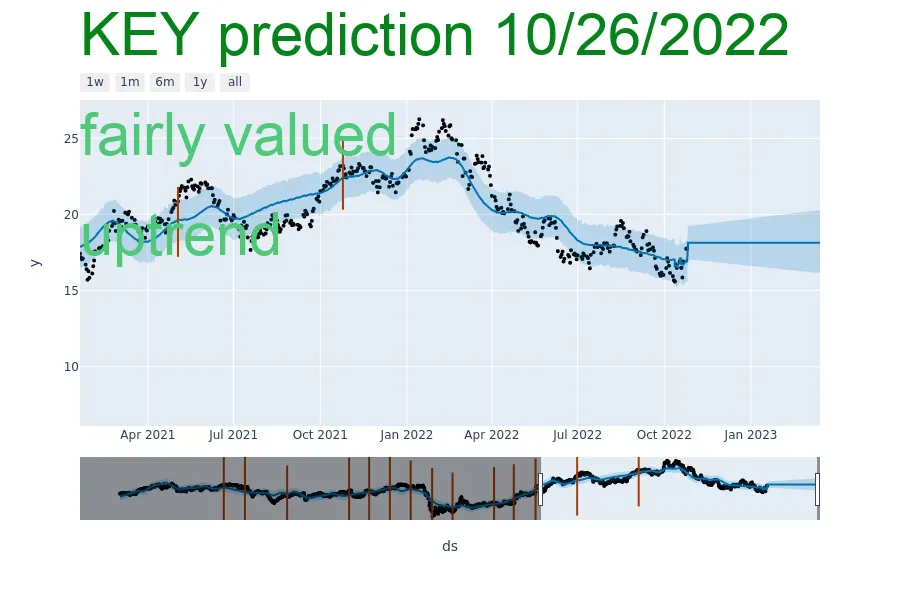 KEY prediction 10/26/2022
1w 1m 6m 1y all
fairly valued
25
20
uptrend
y
15
10
Apr 2021 Jul 2021 Oct 2021 Jan 2022 Apr 2022 Jul 2022 Oct 2022 Jan 2023
ds